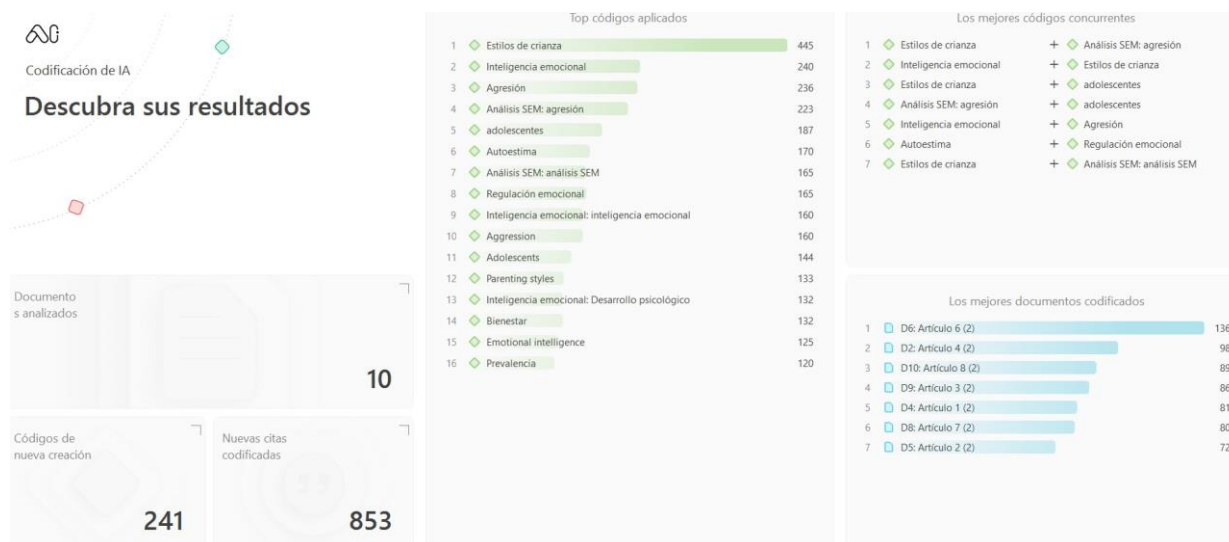 Codificación de IA
Descubra sus resultados
Documento
s analizados
10
Códigos de
nueva creación
241
Nuevas citas
codificadas
853
Top códigos aplicados
1 Estilos de crianza 445
2 Inteligencia emocional 240
3 Agresión 236
4 Análisis SEM: agresión 223
5 adolescentes 187
6 Autoestima 170
7 Análisis SEM: análisis SEM 165
8 Regulación emocional 165
9 Inteligencia emocional: inteligencia emocional 160
10 Aggression 160
11 Adolescents 144
12 Parenting styles 133
13 Inteligencia emocional: Desarrollo psicológico 132
14 Bienestar 132
15 Emotional intelligence 125
16 Prevalencia 120
Los mejores códigos concurrentes
1 Estilos de crianza + Análisis SEM: agresión
2 Inteligencia emocional + Estilos de crianza
3 Estilos de crianza + adolescentes
4 Análisis SEM: agresión + adolescentes
5 Inteligencia emocional + Agresión
6 Autoestima + Regulación emocional
7 Estilos de crianza + Análisis SEM: análisis SEM
Los mejores documentos codificados
1 D6: Artículo 6 (2) 136
2 D2: Artículo 4 (2) 98
3 D10: Artículo 8 (2) 89
4 D9: Artículo 3 (2) 86
5 D4: Artículo 1 (2) 81
6 D8: Artículo 7 (2) 80
7 D5: Artículo 2 (2) 72